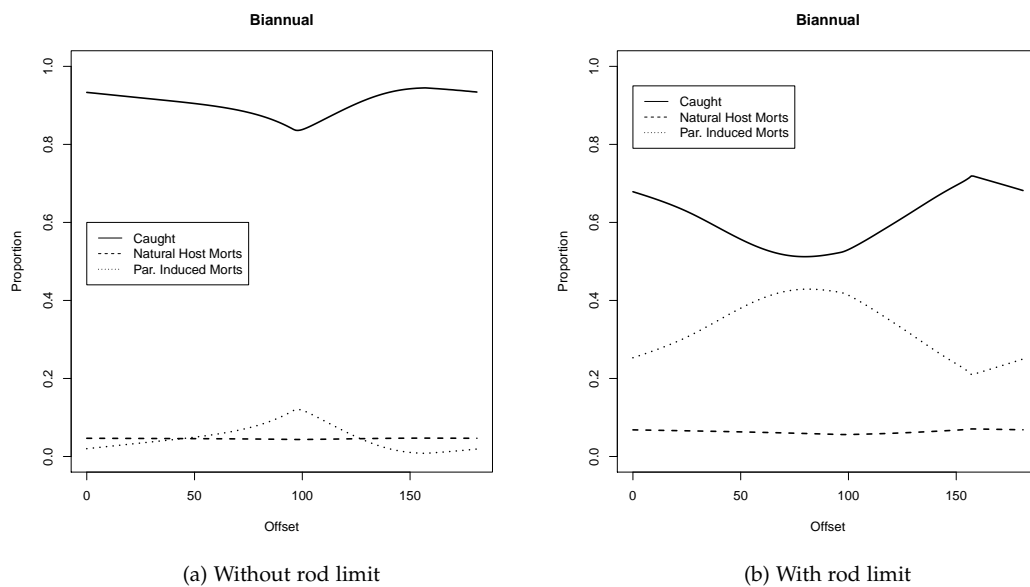 Biannual
Proportion
1.0
0.8
0.6
0.4
0.2
0.0
Caught
Natural Host Morts
Par. Induced Morts
0 50 100 150
Offset
(a) Without rod limit
Biannual
Proportion
1.0
0.8
0.6
0.4
0.2
0.0
Caught
Natural Host Morts
Par. Induced Morts
0 50 100 150
Offset
(b) With rod limit